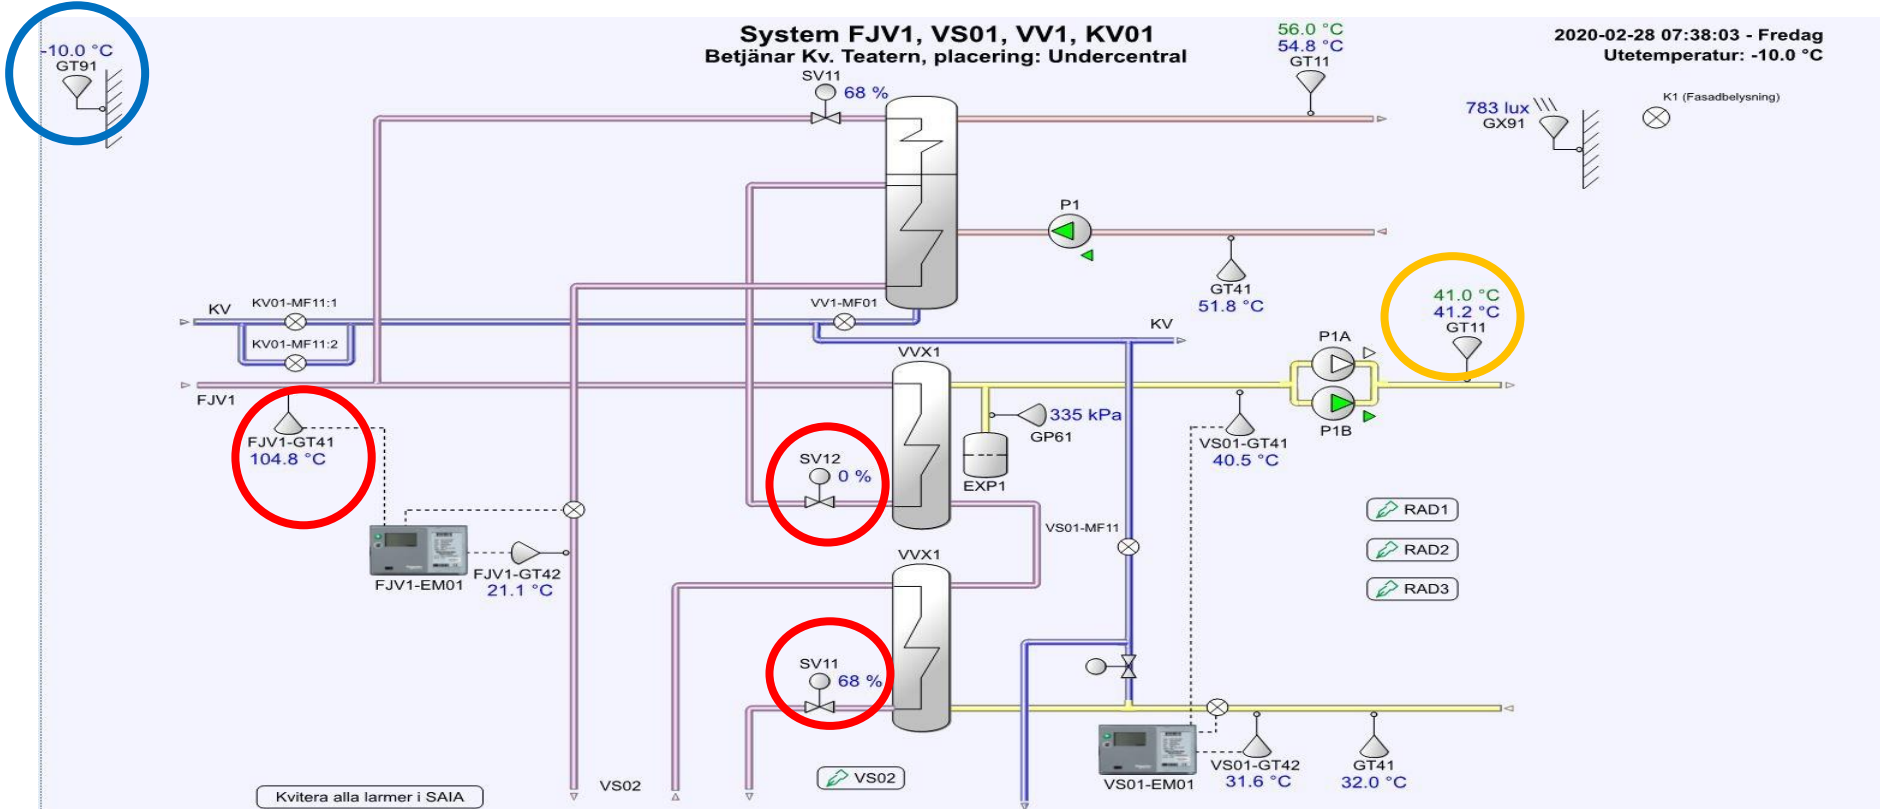 System FJV1, VS01, VV1, KV01
Betjänar Kv. Teatern, placering: Undercentral
2020-02-28 07:38:03 - Fredag
Utetemperatur: -10.0 °C
-10.0 °C
GT91
SV11
68 %
56.0 °C
54.8 °C
GT11
783 lux
GX91
K1 (Fasadbelysning)
P1
GT41
51.8 °C
KV
KV01-MF11:1
KV01-MF11:2
VV1-MF01
KV
41.0 °C
41.2 °C
GT11
P1A
P1B
VVX1
FJV1
FJV1-GT41
104.8 °C
335 kPa
GP61
EXP1
VS01-GT41
40.5 °C
SV12
0 %
VS01-MF11
RAD1
RAD2
RAD3
FJV1-EM01
FJV1-GT42
21.1 °C
VVX1
SV11
68 %
VS01-EM01
VS01-GT42
31.6 °C
GT41
32.0 °C
VS02
VS02
Kvitera alla larmer i SAIA